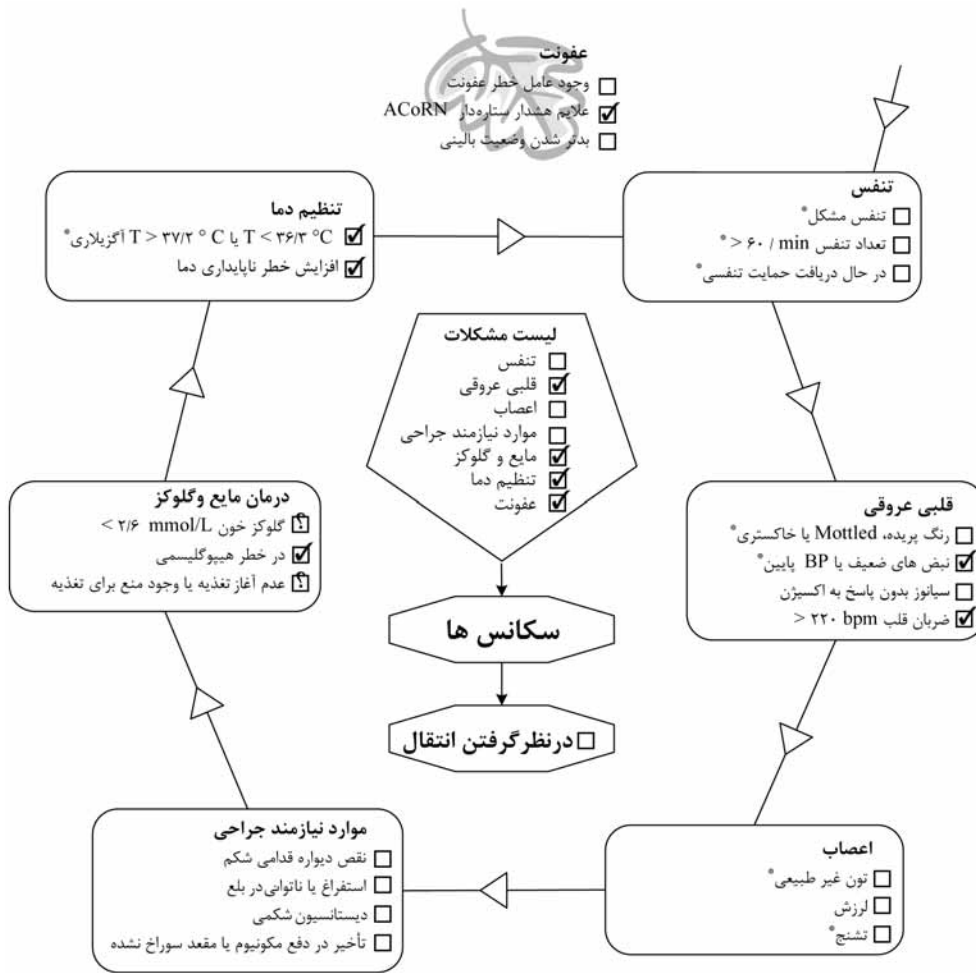 عفونت
☐ وجود عامل خطر عفونت
☑ علایم هشدار ستاره‌دار ACoRN
☐ بدتر شدن وضعیت بالینی
تنفس
☐ تنفس مشکل*
☐ تعداد تنفس > ۶۰ / min *
☐ در حال دریافت حمایت تنفسی*
تنظیم دما
☑ T < ۳۶/۳ °C یا T > ۳۷/۲ °C آگزیلاری*
☑ افزایش خطر ناپایداری دما
لیست مشکلات
☐ تنفس
☑ قلبی عروقی
☐ اعصاب
☐ موارد نیازمند جراحی
☑ مایع و گلوکز
☑ تنظیم دما
☑ عفونت
قلبی عروقی
☐ رنگ پریده، Mottled یا خاکستری*
☑ نبض های ضعیف یا BP پایین*
☐ سیانوز بدون پاسخ به اکسیژن
☑ ضربان قلب > ۲۲۰ bpm
درمان مایع وگلوکز
⍰ گلوکز خون < ۲/۶ mmol/L
☑ در خطر هیپوگلیسمی
⍰ عدم آغاز تغذیه یا وجود منع برای تغذیه
سکانس ها
☐ درنظرگرفتن انتقال
اعصاب
☐ تون غیر طبیعی*
☐ لرزش
☐ تشنج*
موارد نیازمند جراحی
☐ نقص دیواره قدامی شکم
☐ استفراغ یا ناتوانی در بلع
☐ دیستانسیون شکمی
☐ تأخیر در دفع مکونیوم یا مقعد سوراخ نشده